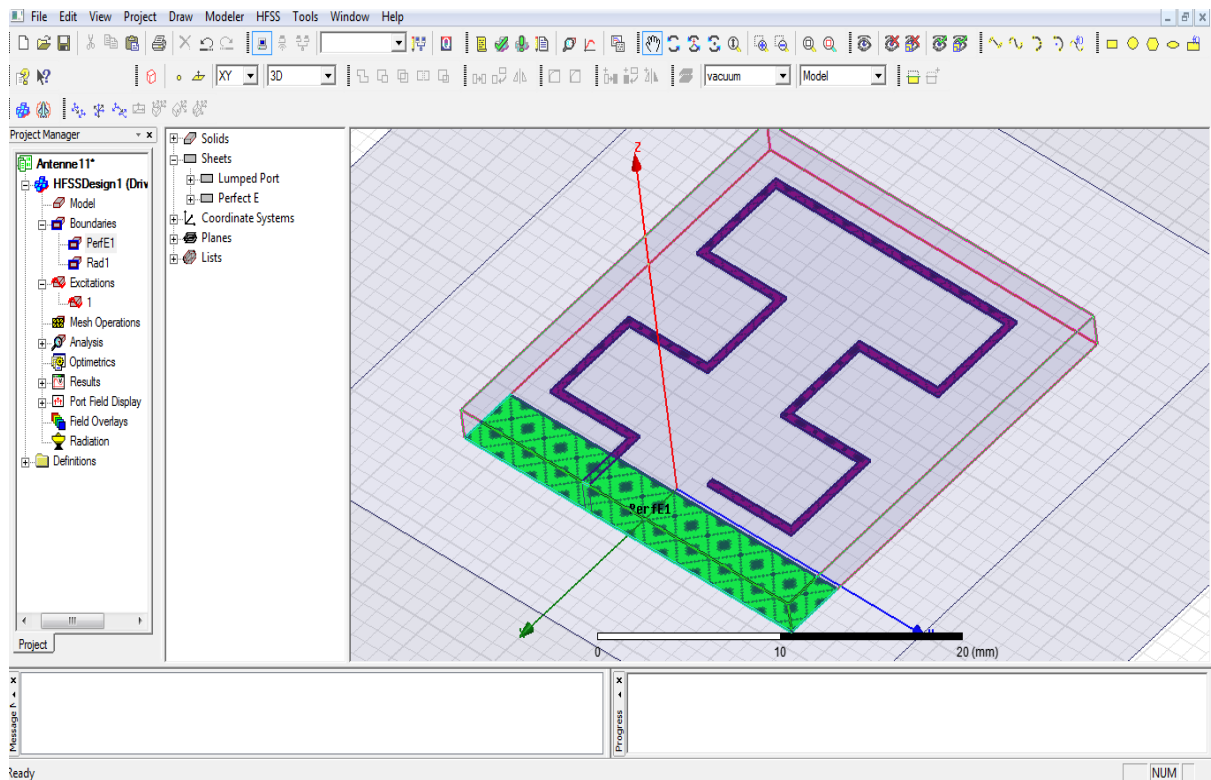 File Edit View Project Draw Modeler HFSS Tools Window Help
XY 3D vacuum Model
Project Manager
Antenne11*
HFSSDesign1 (Driv
Model
Boundaries
PerfE1
Rad1
Excitations
1
Mesh Operations
Analysis
Optimetrics
Results
Port Field Display
Field Overlays
Radiation
Definitions
Project
Solids
Sheets
Lumped Port
Perfect E
Coordinate Systems
Planes
Lists
Z
PerfE1
0 10 20 (mm)
Progress
Ready
NUM